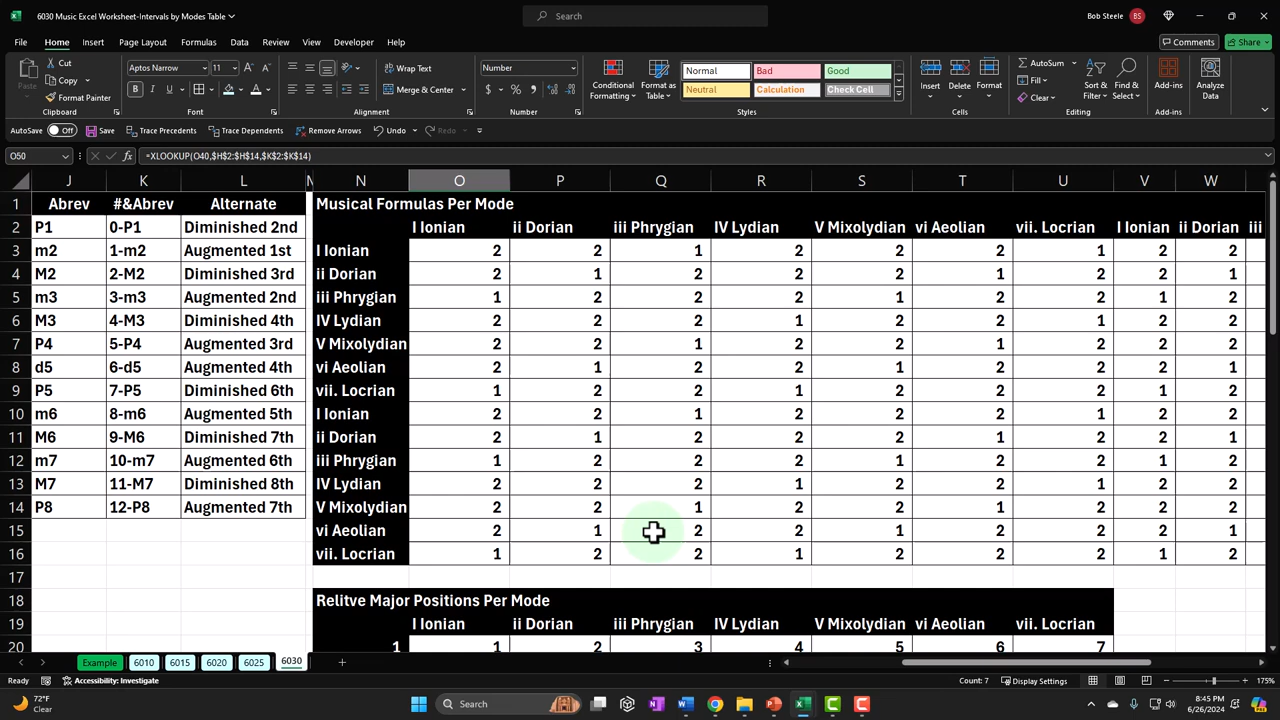 6030 Music Excel Worksheet-Intervals by Modes Table
Search
Bob Steele BS
File Home Insert Page Layout Formulas Data Review View Developer Help
Comments Share
Paste
Cut
Copy
Format Painter
Clipboard
Aptos Narrow 11
Font
Wrap Text
Merge & Center
Alignment
Number
Number
Conditional Formatting
Format as Table
Normal Bad Good
Neutral Calculation Check Cell
Styles
Insert Delete Format
Cells
AutoSum
Fill
Clear
Sort & Filter
Find & Select
Editing
Add-ins
Add-ins
Analyze Data
AutoSave Off Save Trace Precedents Trace Dependents Remove Arrows Undo Redo
O50 fx =XLOOKUP(O40,$H$2:$H$14,$K$2:$K$14)
J K L N O P Q R S T U V W
1 Abrev #&Abrev Alternate Musical Formulas Per Mode
2 P1 0-P1 Diminished 2nd I Ionian ii Dorian iii Phrygian IV Lydian V Mixolydian vi Aeolian vii. Locrian I Ionian ii Dorian iii
3 m2 1-m2 Augmented 1st I Ionian 2 2 1 2 2 2 1 2 2
4 M2 2-M2 Diminished 3rd ii Dorian 2 1 2 2 2 1 2 2 1
5 m3 3-m3 Augmented 2nd iii Phrygian 1 2 2 2 1 2 2 1 2
6 M3 4-M3 Diminished 4th IV Lydian 2 2 2 1 2 2 1 2 2
7 P4 5-P4 Augmented 3rd V Mixolydian 2 2 1 2 2 1 2 2 2
8 d5 6-d5 Augmented 4th vi Aeolian 2 1 2 2 1 2 2 2 1
9 P5 7-P5 Diminished 6th vii. Locrian 1 2 2 1 2 2 2 1 2
10 m6 8-m6 Augmented 5th I Ionian 2 2 1 2 2 2 1 2 2
11 M6 9-M6 Diminished 7th ii Dorian 2 1 2 2 2 1 2 2 1
12 m7 10-m7 Augmented 6th iii Phrygian 1 2 2 2 1 2 2 1 2
13 M7 11-M7 Diminished 8th IV Lydian 2 2 2 1 2 2 1 2 2
14 P8 12-P8 Augmented 7th V Mixolydian 2 2 1 2 2 1 2 2 2
15 vi Aeolian 2 1 2 2 1 2 2 2 1
16 vii. Locrian 1 2 2 1 2 2 2 1 2
17
18 Relitve Major Positions Per Mode
19 I Ionian ii Dorian iii Phrygian IV Lydian V Mixolydian vi Aeolian vii. Locrian
20 1 1 2 3 4 5 6 7
Example 6010 6015 6020 6025 6030
Ready Accessibility: Investigate Count: 7 Display Settings 175%
72°F
Clear
Search
8:45 PM
6/26/2024